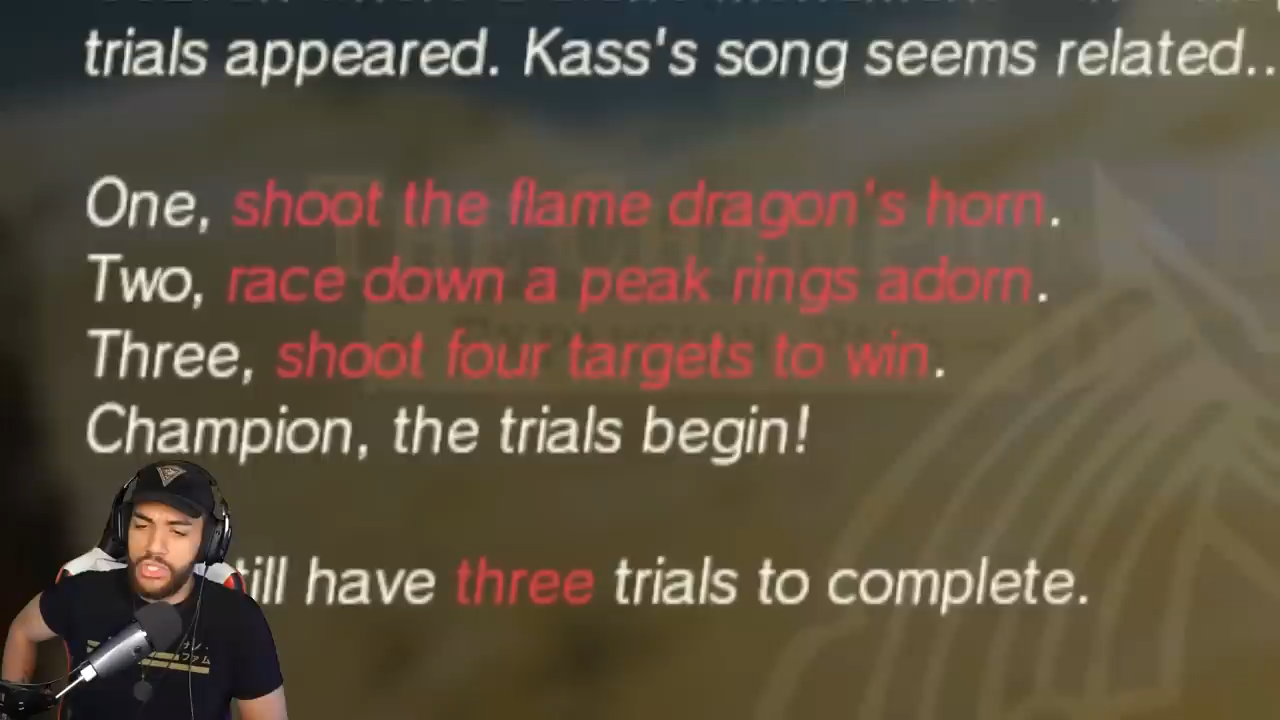 trials appeared. Kass's song seems related..
One, shoot the flame dragon's horn.
Two, race down a peak rings adorn.
Three, shoot four targets to win.
Champion, the trials begin!
till have three trials to complete.